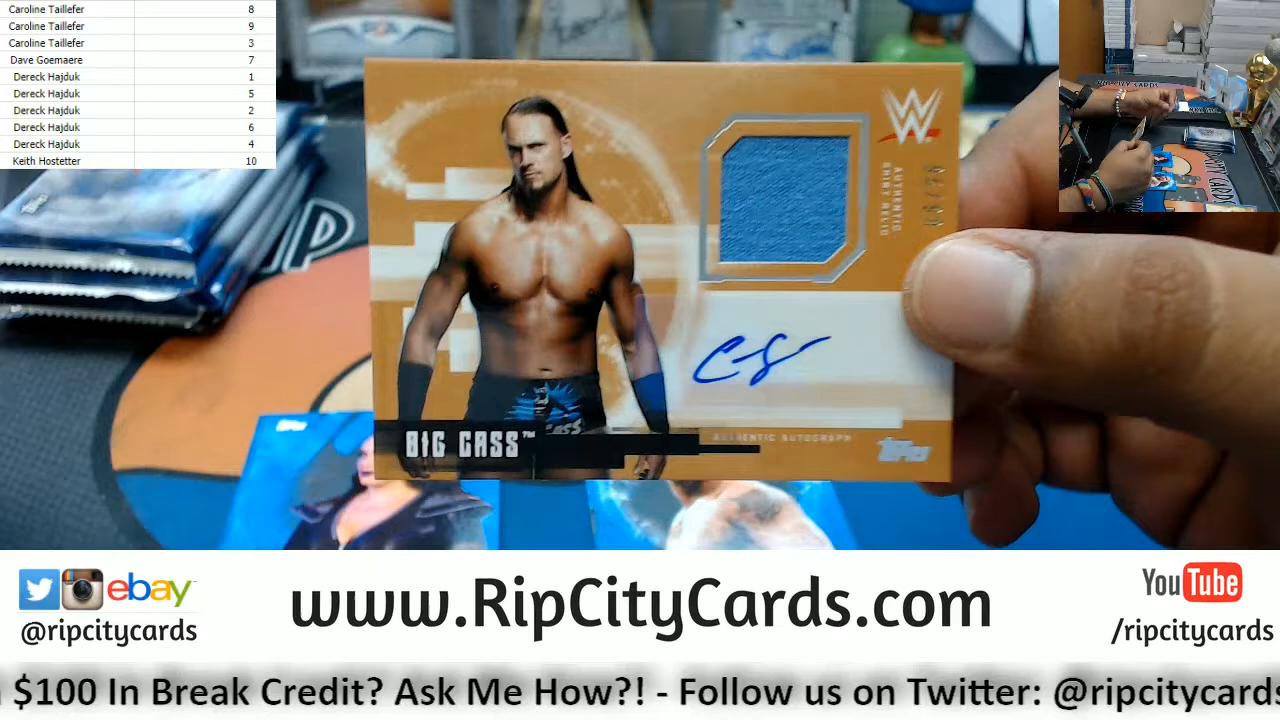 Caroline Taillefer 8
Caroline Taillefer 9
Caroline Taillefer 3
Dave Goemaere 7
Dereck Hajduk 1
Dereck Hajduk 5
Dereck Hajduk 2
Dereck Hajduk 6
Dereck Hajduk 4
Keith Hostetter 10
W
AUTHENTIC
SHIRT RELIC
BIG CASS™
AUTHENTIC AUTOGRAPH
Topps
ebay
@ripcitycards
www.RipCityCards.com
YouTube
/ripcitycards
$100 In Break Credit? Ask Me How?! - Follow us on Twitter: @ripcitycards